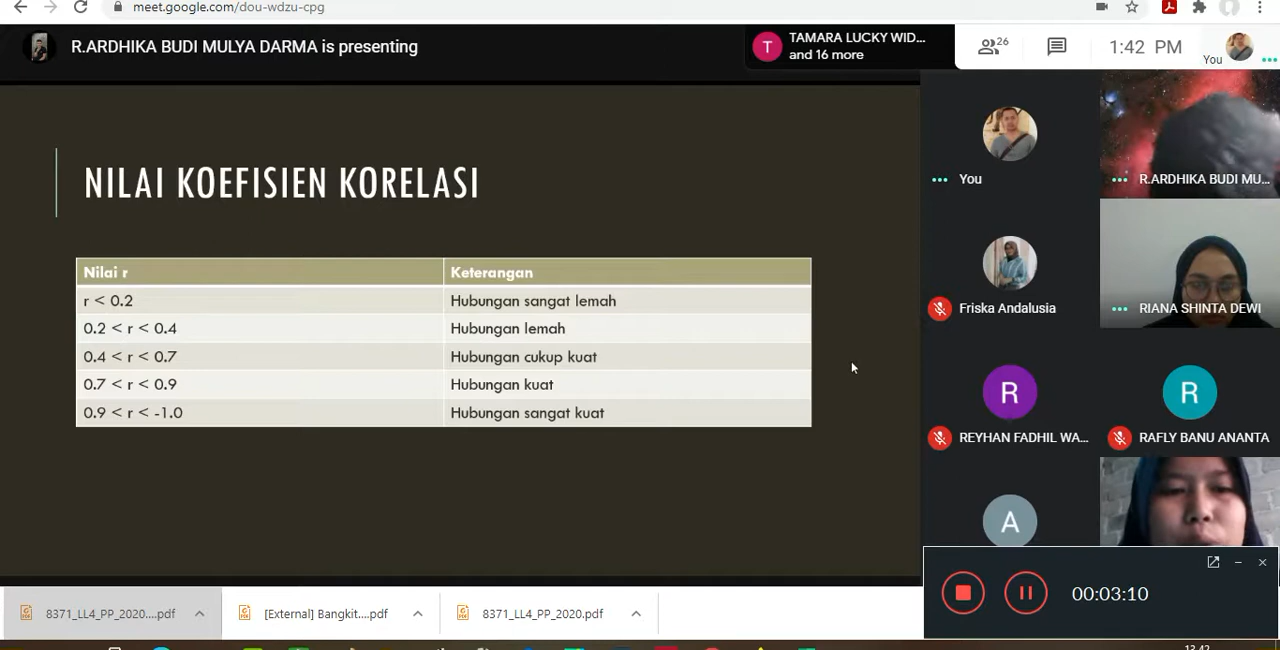 meet.google.com/dou-wdzu-cpg
R.ARDHIKA BUDI MULYA DARMA is presenting
T
TAMARA LUCKY WID...
and 16 more
26
1:42 PM
You
NILAI KOEFISIEN KORELASI
Nilai r Keterangan
r < 0.2 Hubungan sangat lemah
0.2 < r < 0.4 Hubungan lemah
0.4 < r < 0.7 Hubungan cukup kuat
0.7 < r < 0.9 Hubungan kuat
0.9 < r < -1.0 Hubungan sangat kuat
You
R.ARDHIKA BUDI MU...
Friska Andalusia
RIANA SHINTA DEWI
R
REYHAN FADHIL WA...
R
RAFLY BANU ANANTA
A
00:03:10
8371_LL4_PP_2020....pdf
[External] Bangkit....pdf
8371_LL4_PP_2020.pdf